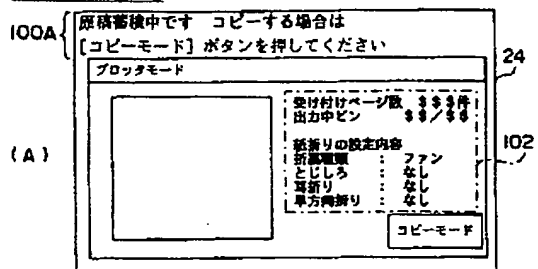 100A
原稿蓄積中です コピーする場合は
[コピーモード] ボタンを押してください
24
プロッタモード
受け付けページ数 $$$件
出力中ビン $$/$$
(A)
紙折りの設定内容
102
折畳種類 : ファン
とじしろ : なし
耳折り : なし
単方向折り : なし
コピーモード